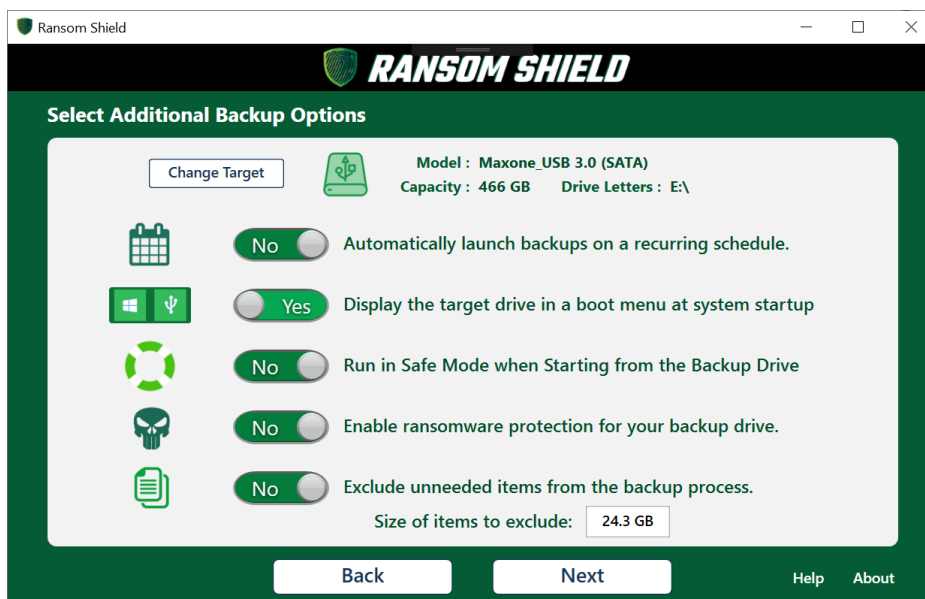 Ransom Shield
RANSOM SHIELD
Select Additional Backup Options
Change Target
Model : Maxone_USB 3.0 (SATA)
Capacity : 466 GB Drive Letters : E:\
No Automatically launch backups on a recurring schedule.
Yes Display the target drive in a boot menu at system startup
No Run in Safe Mode when Starting from the Backup Drive
No Enable ransomware protection for your backup drive.
No Exclude unneeded items from the backup process.
Size of items to exclude: 24.3 GB
Back Next Help About